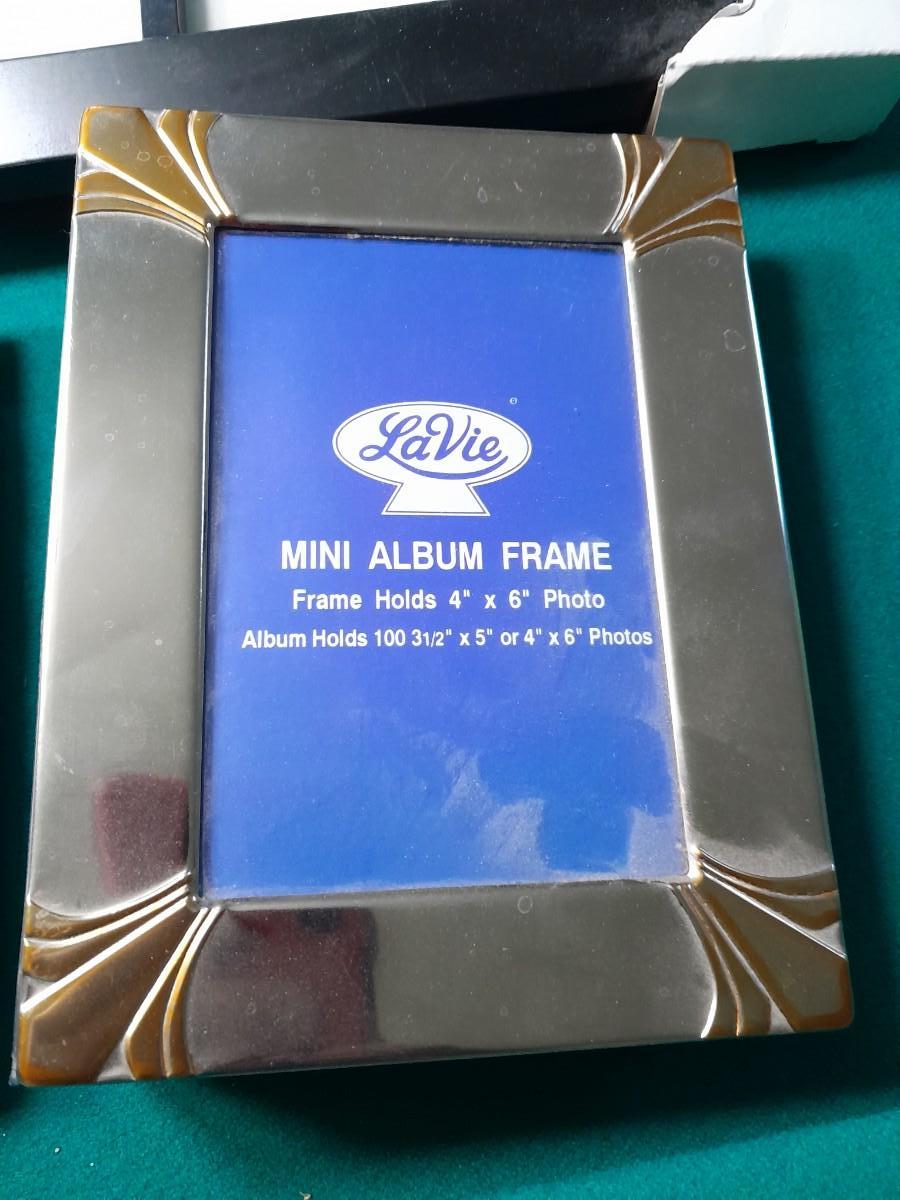 LaVie
MINI ALBUM FRAME
Frame Holds 4" x 6" Photo
Album Holds 100 31/2" x 5" or 4" x 6" Photos